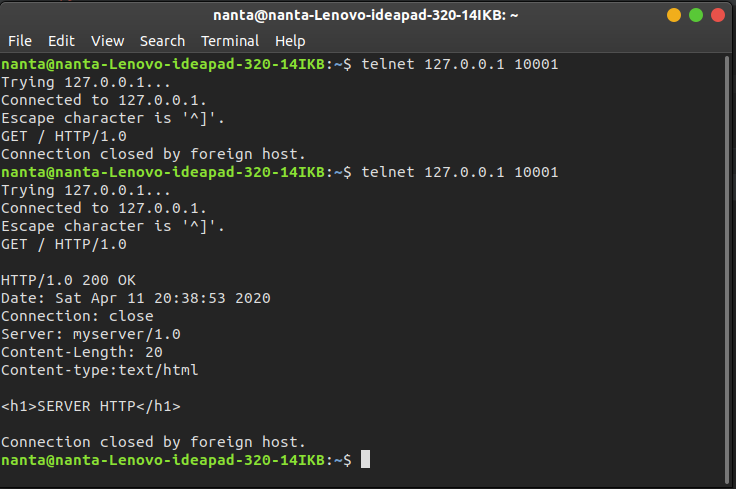 nanta@nanta-Lenovo-ideapad-320-14IKB: ~
File Edit View Search Terminal Help
nanta@nanta-Lenovo-ideapad-320-14IKB:~$ telnet 127.0.0.1 10001
Trying 127.0.0.1...
Connected to 127.0.0.1.
Escape character is '^]'.
GET / HTTP/1.0
Connection closed by foreign host.
nanta@nanta-Lenovo-ideapad-320-14IKB:~$ telnet 127.0.0.1 10001
Trying 127.0.0.1...
Connected to 127.0.0.1.
Escape character is '^]'.
GET / HTTP/1.0
HTTP/1.0 200 OK
Date: Sat Apr 11 20:38:53 2020
Connection: close
Server: myserver/1.0
Content-Length: 20
Content-type:text/html
<h1>SERVER HTTP</h1>
Connection closed by foreign host.
nanta@nanta-Lenovo-ideapad-320-14IKB:~$